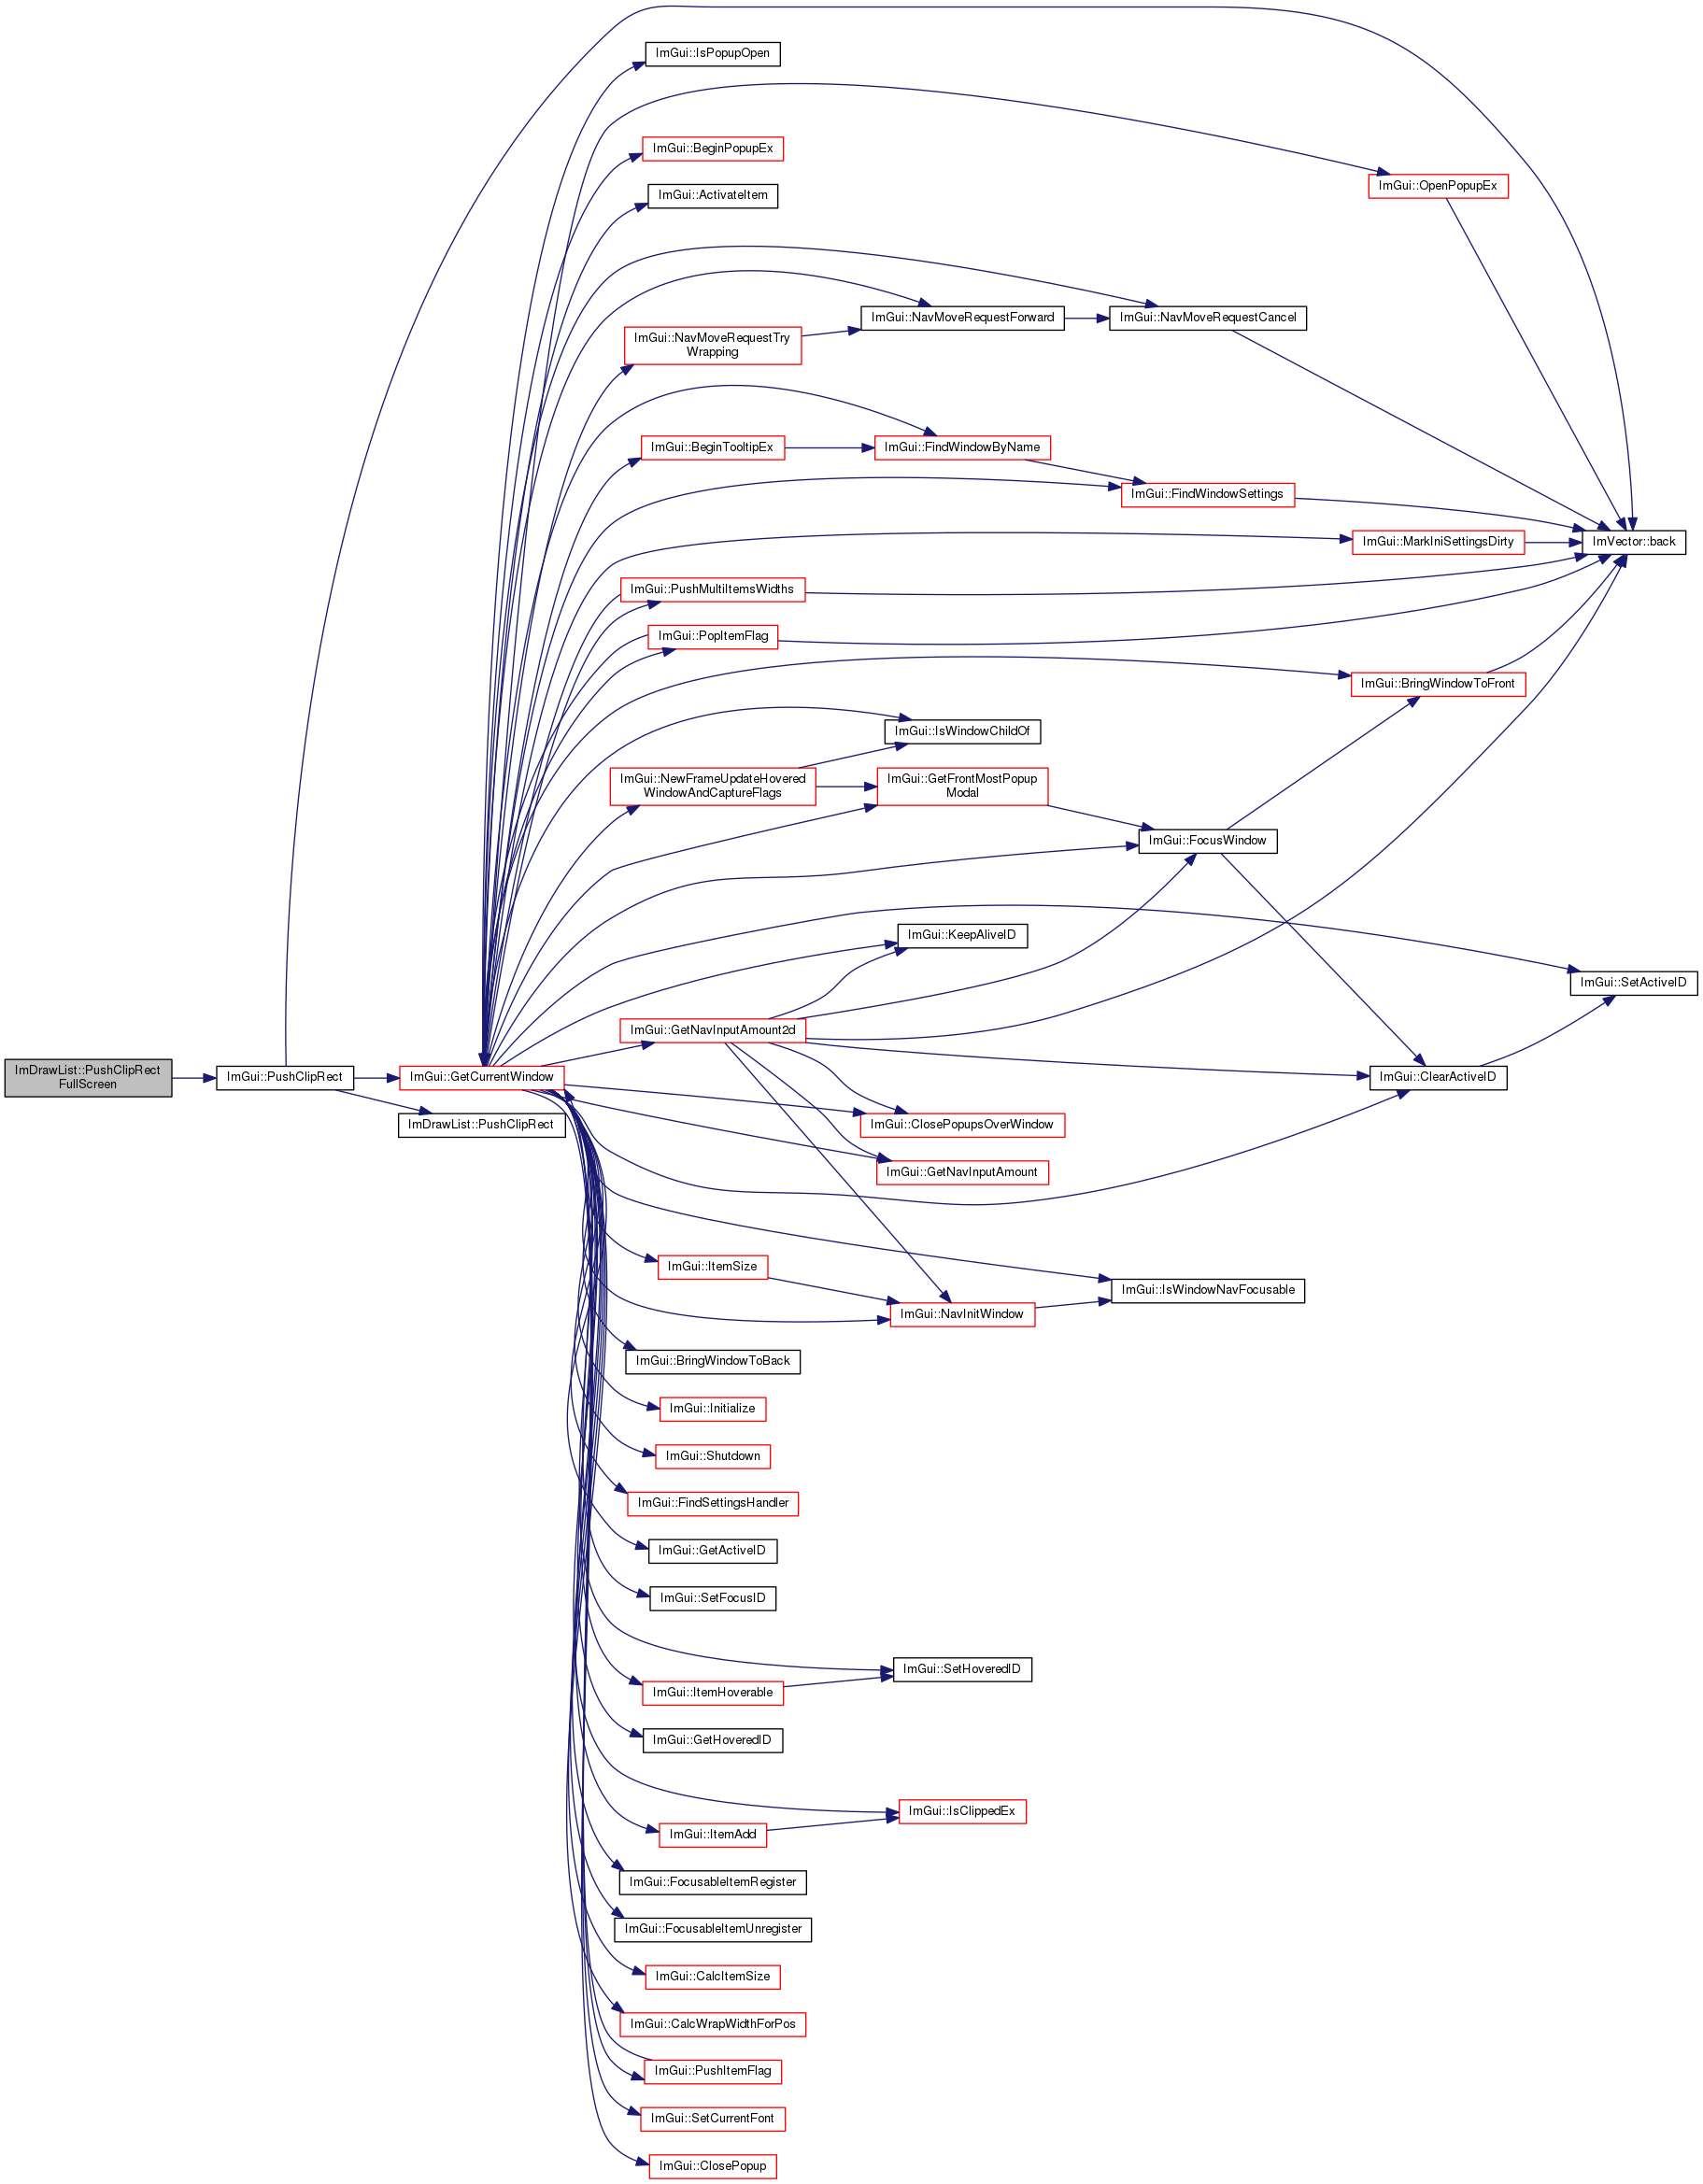 ImGui::IsPopupOpen
ImGui::BeginPopupEx
ImGui::OpenPopupEx
ImGui::ActivateItem
ImGui::NavMoveRequestForward
ImGui::NavMoveRequestCancel
ImGui::NavMoveRequestTry
Wrapping
ImGui::BeginTooltipEx
ImGui::FindWindowByName
ImGui::FindWindowSettings
ImGui::MarkIniSettingsDirty
ImVector::back
ImGui::PushMultiItemsWidths
ImGui::PopItemFlag
ImGui::BringWindowToFront
ImGui::IsWindowChildOf
ImGui::NewFrameUpdateHovered
WindowAndCaptureFlags
ImGui::GetFrontMostPopup
Modal
ImGui::FocusWindow
ImGui::KeepAliveID
ImGui::SetActiveID
ImGui::GetNavInputAmount2d
ImDrawList::PushClipRect
FullScreen
ImGui::PushClipRect
ImGui::GetCurrentWindow
ImGui::ClearActiveID
ImDrawList::PushClipRect
ImGui::ClosePopupsOverWindow
ImGui::GetNavInputAmount
ImGui::ItemSize
ImGui::IsWindowNavFocusable
ImGui::NavInitWindow
ImGui::BringWindowToBack
ImGui::Initialize
ImGui::Shutdown
ImGui::FindSettingsHandler
ImGui::GetActiveID
ImGui::SetFocusID
ImGui::SetHoveredID
ImGui::ItemHoverable
ImGui::GetHoveredID
ImGui::IsClippedEx
ImGui::ItemAdd
ImGui::FocusableItemRegister
ImGui::FocusableItemUnregister
ImGui::CalcItemSize
ImGui::CalcWrapWidthForPos
ImGui::PushItemFlag
ImGui::SetCurrentFont
ImGui::ClosePopup